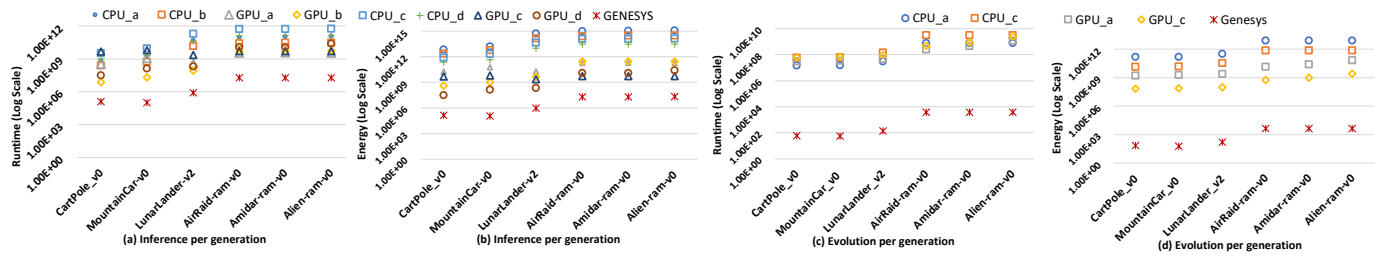 CPU_a CPU_b GPU_a GPU_b CPU_c CPU_d GPU_c GPU_d GENESYS
Runtime (Log Scale)
1.00E+12
1.00E+09
1.00E+06
1.00E+03
1.00E+00
CartPole_v0
MountainCar-v0
LunarLander-v2
AirRaid-ram-v0
Amidar-ram-v0
Alien-ram-v0
(a) Inference per generation
Energy (Log Scale)
1.00E+15
1.00E+12
1.00E+09
1.00E+06
1.00E+03
1.00E+00
CartPole_v0
MountainCar-v0
LunarLander-v2
AirRaid-ram-v0
Amidar-ram-v0
Alien-ram-v0
(b) Inference per generation
CPU_a CPU_c
GPU_a GPU_c Genesys
Runtime (Log Scale)
1.00E+10
1.00E+08
1.00E+06
1.00E+04
1.00E+02
1.00E+00
CartPole_v0
MountainCar_v0
LunarLander_v2
AirRaid-ram-v0
Amidar-ram-v0
Alien-ram-v0
(c) Evolution per generation
Energy (Log Scale)
1.00E+12
1.00E+09
1.00E+06
1.00E+03
1.00E+00
CartPole_v0
MountainCar_v0
LunarLander_v2
AirRaid-ram-v0
Amidar-ram-v0
Alien-ram-v0
(d) Evolution per generation